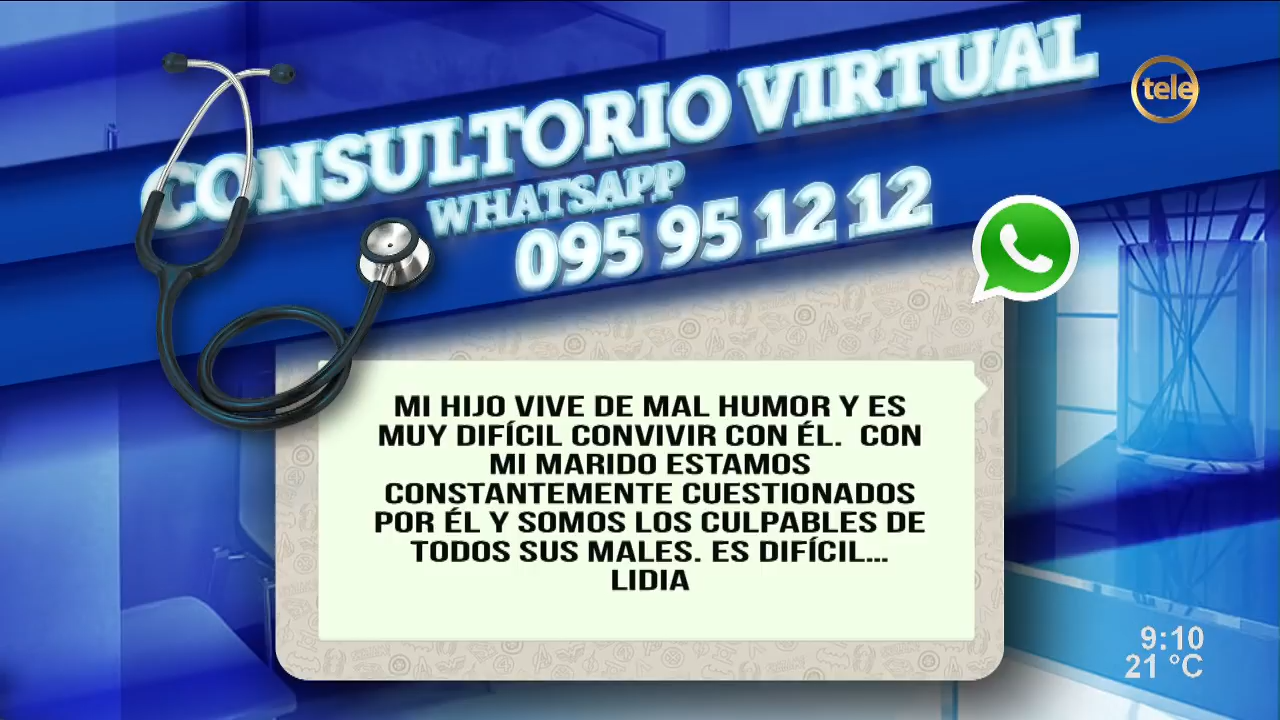 CONSULTORIO VIRTUAL
tele
WHATSAPP
095 95 12 12
MI HIJO VIVE DE MAL HUMOR Y ES
MUY DIFÍCIL CONVIVIR CON ÉL.  CON
MI MARIDO ESTAMOS
CONSTANTEMENTE CUESTIONADOS
POR ÉL Y SOMOS LOS CULPABLES DE
TODOS SUS MALES. ES DIFÍCIL...
LIDIA
9:10
21 °C